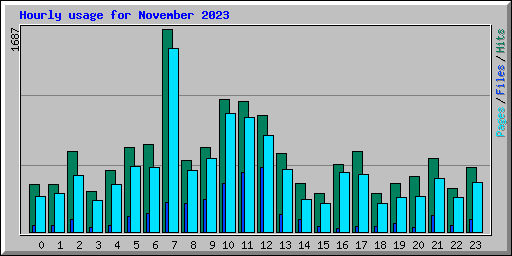 Hourly usage for November 2023
1687
Pages / Files / Hits
0 1 2 3 4 5 6 7 8 9 10 11 12 13 14 15 16 17 18 19 20 21 22 23